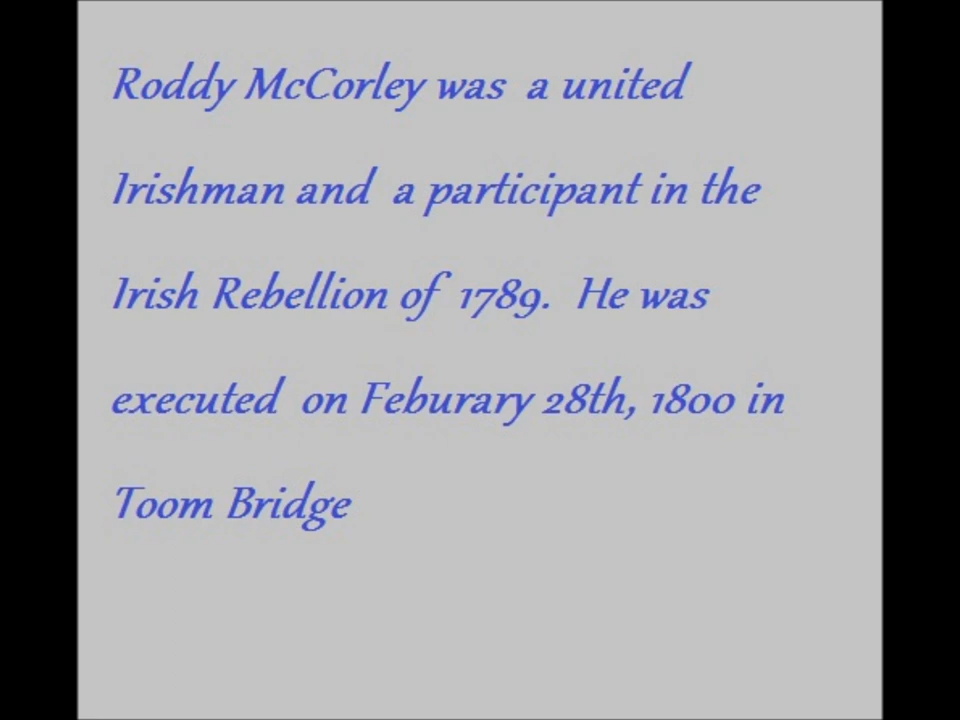 Roddy McCorley was a united
Irishman and a participant in the
Irish Rebellion of 1789. He was
executed on Feburary 28th, 1800 in
Toom Bridge